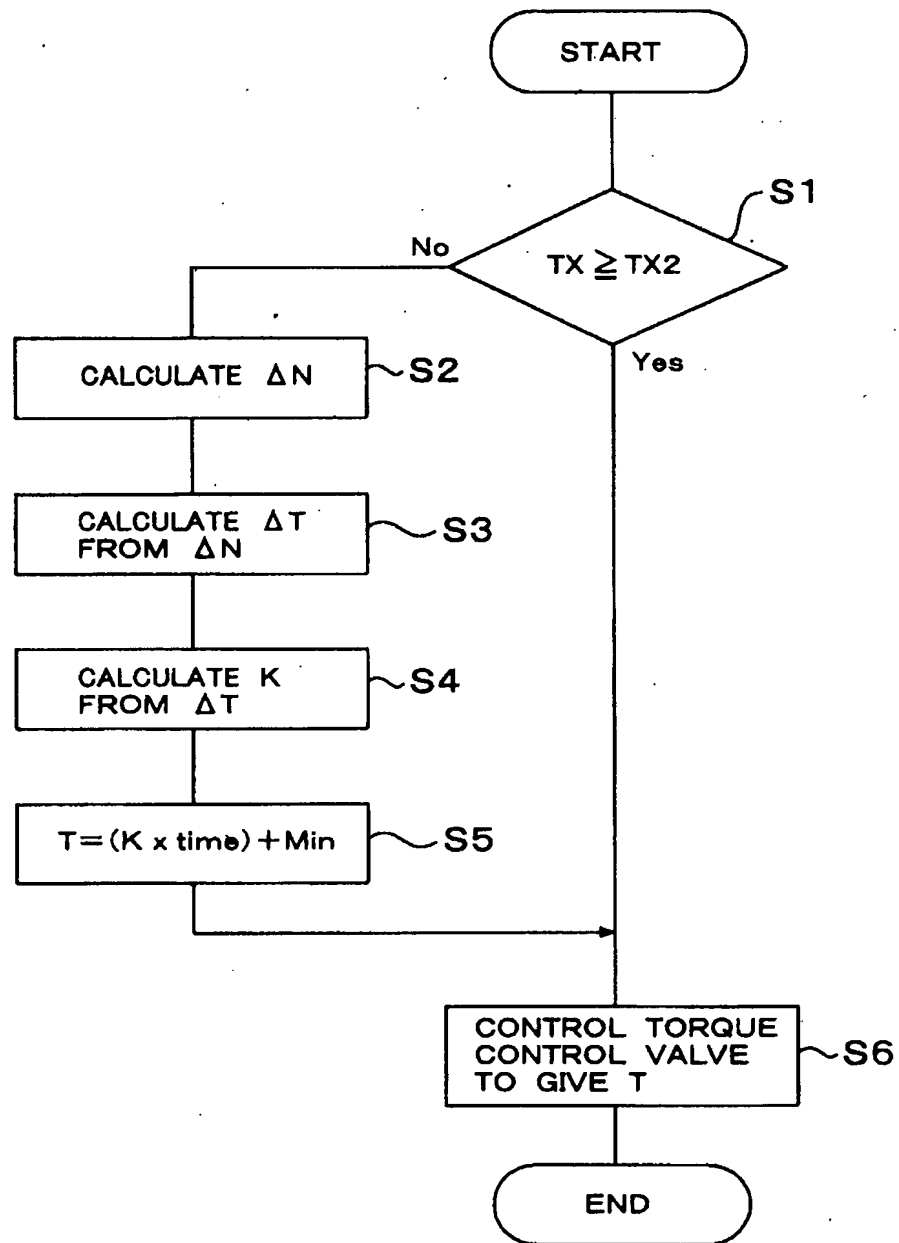 START
S1
No
TX ≧ TX2
Yes
CALCULATE ΔN
S2
CALCULATE ΔT
FROM ΔN
S3
CALCULATE K
FROM ΔT
S4
T=(K x time)+Min
S5
CONTROL TORQUE
CONTROL VALVE
TO GIVE T
S6
END